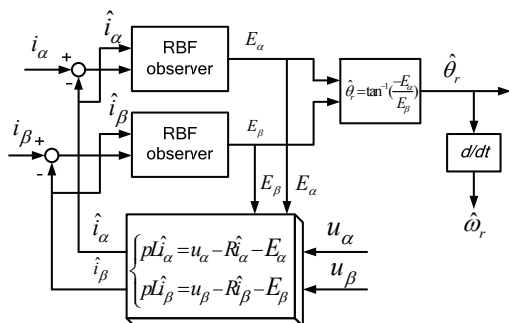 î_α
i_α + -
RBF observer
E_α
î_β
i_β + -
RBF observer
E_β
θ̂_r = tan⁻¹(-E_α / E_β)
θ̂_r
d/dt
ω̂_r
E_β E_α
î_α
î_β
pLî_α = u_α - Rî_α - E_α
pLî_β = u_β - Rî_β - E_β
u_α
u_β